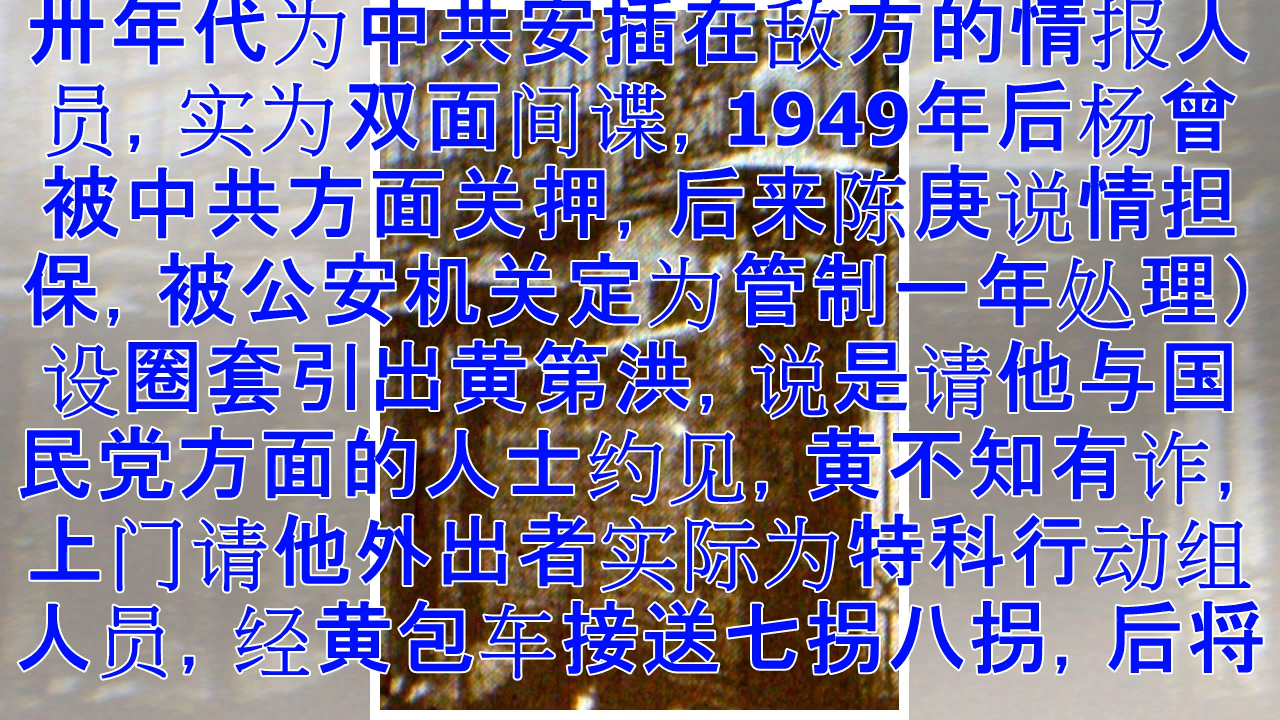 卅年代为中共安插在敌方的情报人
员, 实为双面间谍, 1949年后杨曾
被中共方面关押, 后来陈庚说情担
保, 被公安机关定为管制一年处理）
设圈套引出黄第洪, 说是请他与国
民党方面的人士约见, 黄不知有诈,
上门请他外出者实际为特科行动组
人员, 经黄包车接送七拐八拐, 后将